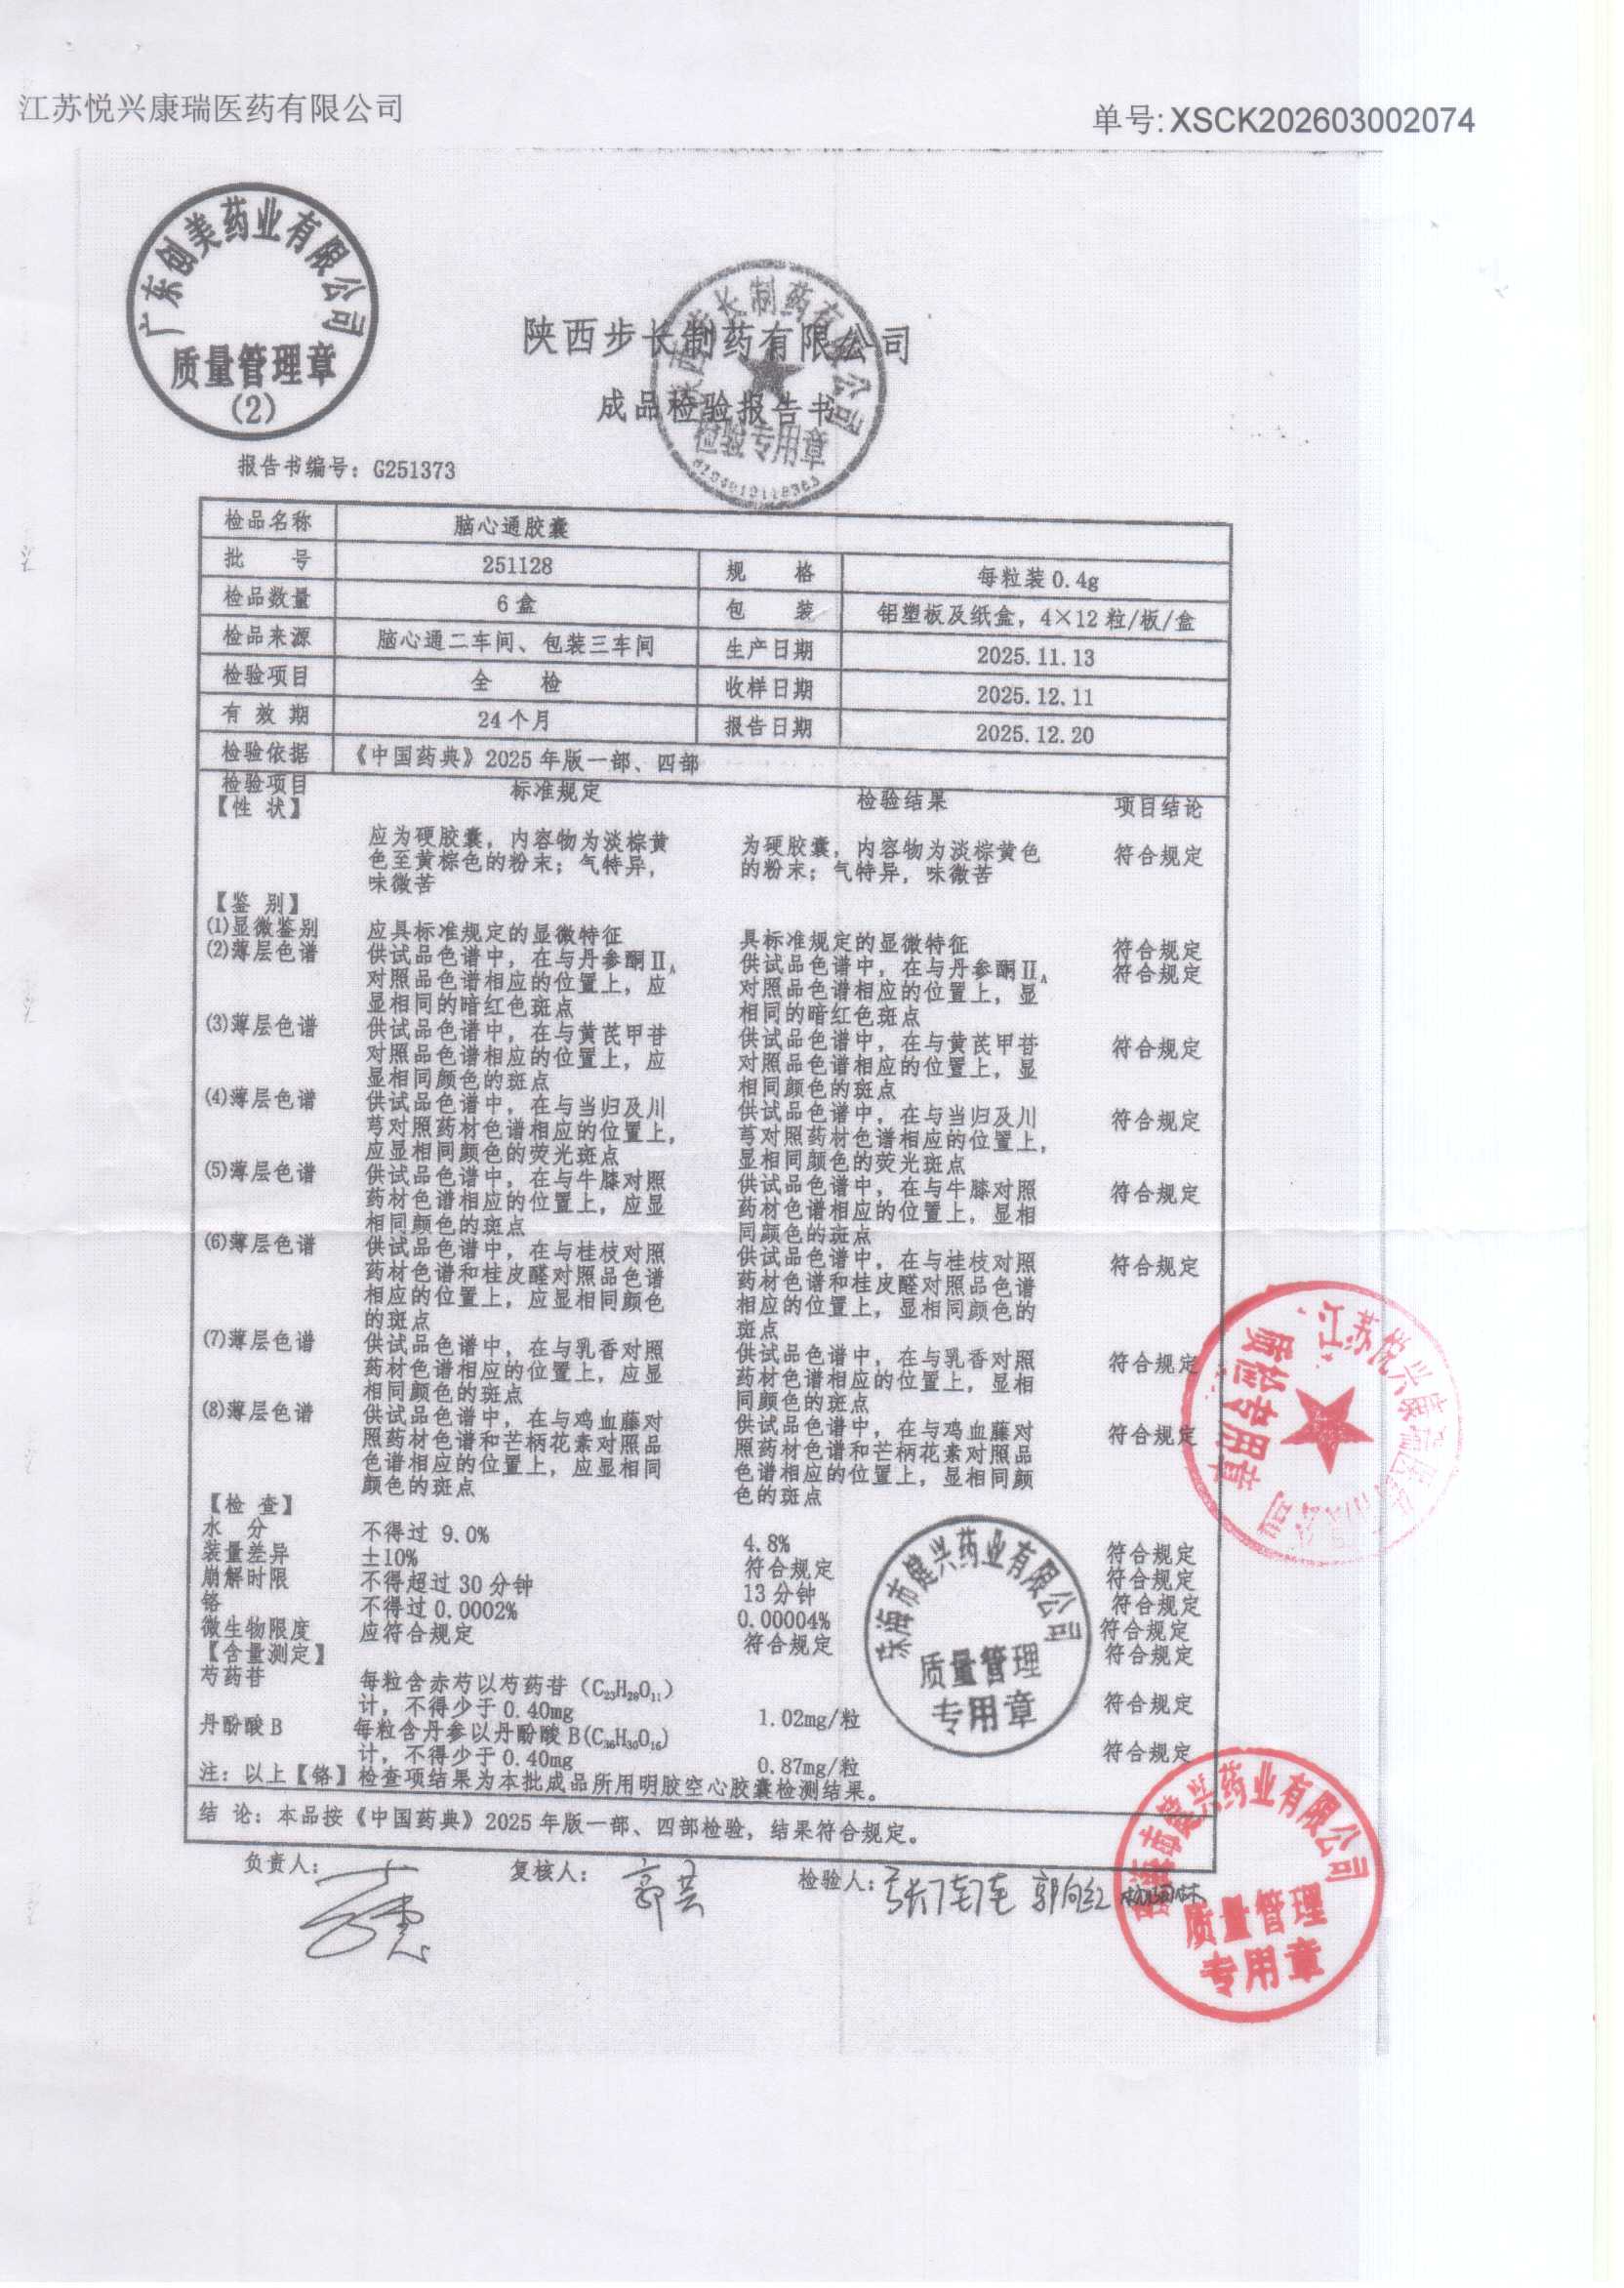 江苏悦兴康瑞医药有限公司
单号: XSCK202603002074
广东创美药业有限公司
质量管理章
(2)
陕西步长制药有限公司
成品检验报告书
陕西步长制药有限公司
检验专用章
报告书编号: G251373
检品名称 脑心通胶囊
批 号 251128 规 格 每粒装0.4g
检品数量 6盒 包 装 铝塑板及纸盒, 4×12粒/板/盒
检品来源 脑心通二车间、包装三车间 生产日期 2025.11.13
检验项目 全 检 收样日期 2025.12.11
有 效 期 24个月 报告日期 2025.12.20
检验依据 《中国药典》2025年版一部、四部
检验项目 标准规定 检验结果 项目结论
【性 状】
应为硬胶囊, 内容物为淡棕黄 为硬胶囊, 内容物为淡棕黄色 符合规定
色至黄棕色的粉末; 气特异, 的粉末; 气特异, 味微苦
味微苦
【鉴 别】
(1)显微鉴别 应具标准规定的显微特征 具标准规定的显微特征 符合规定
(2)薄层色谱 供试品色谱中, 在与丹参酮ⅡA 供试品色谱中, 在与丹参酮ⅡA 符合规定
对照品色谱相应的位置上, 应 对照品色谱相应的位置上, 显
显相同的暗红色斑点 相同的暗红色斑点
(3)薄层色谱 供试品色谱中, 在与黄芪甲苷 供试品色谱中, 在与黄芪甲苷 符合规定
对照品色谱相应的位置上, 应 对照品色谱相应的位置上, 显
显相同颜色的斑点 相同颜色的斑点
(4)薄层色谱 供试品色谱中, 在与当归及川 供试品色谱中, 在与当归及川 符合规定
芎对照药材色谱相应的位置上, 芎对照药材色谱相应的位置上,
应显相同颜色的荧光斑点 显相同颜色的荧光斑点
(5)薄层色谱 供试品色谱中, 在与牛膝对照 供试品色谱中, 在与牛膝对照 符合规定
药材色谱相应的位置上, 应显 药材色谱相应的位置上, 显相
相同颜色的斑点 同颜色的斑点
(6)薄层色谱 供试品色谱中, 在与桂枝对照 供试品色谱中, 在与桂枝对照 符合规定
药材色谱和桂皮醛对照品色谱 药材色谱和桂皮醛对照品色谱
相应的位置上, 应显相同颜色 相应的位置上, 显相同颜色的
的斑点 斑点
(7)薄层色谱 供试品色谱中, 在与乳香对照 供试品色谱中, 在与乳香对照 符合规定
药材色谱相应的位置上, 应显 药材色谱相应的位置上, 显相
相同颜色的斑点 同颜色的斑点
(8)薄层色谱 供试品色谱中, 在与鸡血藤对 供试品色谱中, 在与鸡血藤对 符合规定
照药材色谱和芒柄花素对照品 照药材色谱和芒柄花素对照品
色谱相应的位置上, 应显相同 色谱相应的位置上, 显相同颜
颜色的斑点 色的斑点
【检 查】
水 分 不得过 9.0% 4.8% 符合规定
装量差异 ±10% 符合规定 符合规定
崩解时限 不得超过30分钟 13分钟 符合规定
铬 不得过0.0002% 0.00004% 符合规定
微生物限度 应符合规定 符合规定 符合规定
【含量测定】
芍药苷 每粒含赤芍以芍药苷 (C23H28O11) 符合规定
计, 不得少于0.40mg 1.02mg/粒
丹酚酸B 每粒含丹参以丹酚酸B(C36H30O16) 符合规定
计, 不得少于0.40mg 0.87mg/粒
注: 以上【铬】检查项结果为本批成品所用明胶空心胶囊检测结果。
结 论: 本品按《中国药典》2025年版一部、四部检验, 结果符合规定。
负责人: 复核人: 郭芸 检验人: 张楠楠 郭向红
江苏悦兴康瑞医药有限公司
质检专用章
市健兴药业有限公司
质量管理
专用章
市健兴药业有限公司
质量管理
专用章